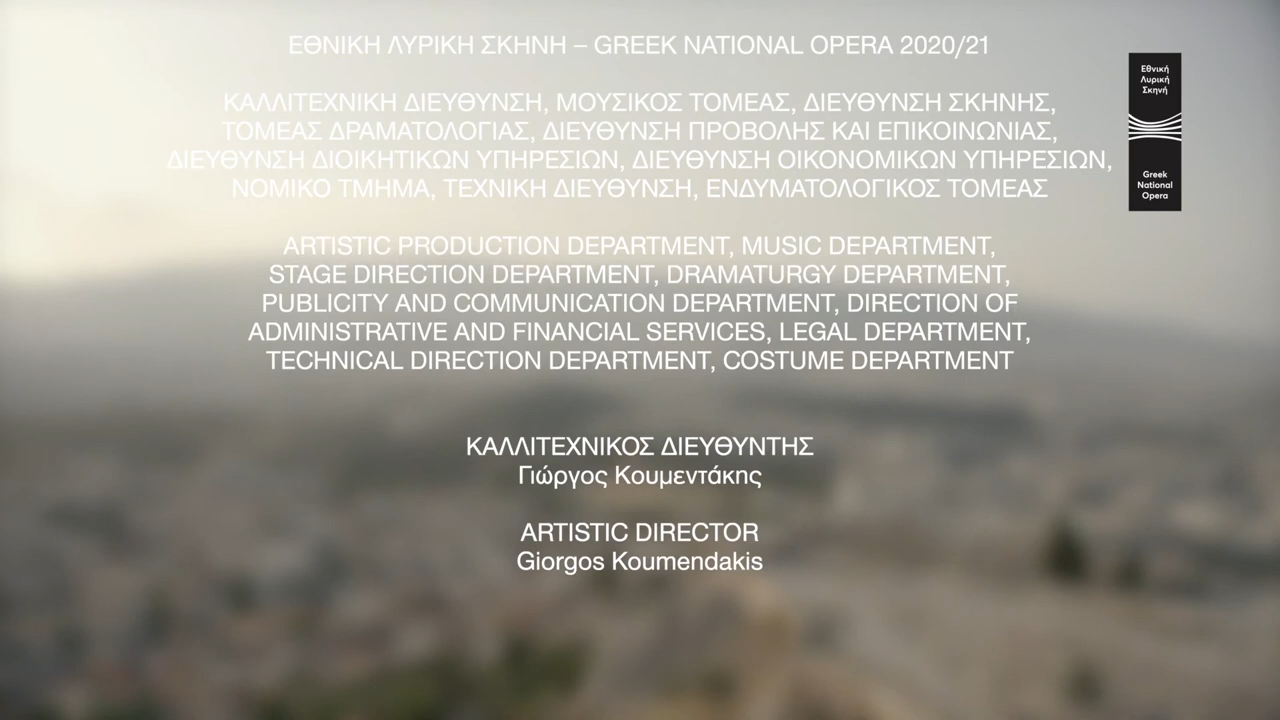 ΕΘΝΙΚΗ ΛΥΡΙΚΗ ΣΚΗΝΗ – GREEK NATIONAL OPERA 2020/21
ΚΑΛΛΙΤΕΧΝΙΚΗ ΔΙΕΥΘΥΝΣΗ, ΜΟΥΣΙΚΟΣ ΤΟΜΕΑΣ, ΔΙΕΥΘΥΝΣΗ ΣΚΗΝΗΣ,
ΤΟΜΕΑΣ ΔΡΑΜΑΤΟΛΟΓΙΑΣ, ΔΙΕΥΘΥΝΣΗ ΠΡΟΒΟΛΗΣ ΚΑΙ ΕΠΙΚΟΙΝΩΝΙΑΣ,
ΔΙΕΥΘΥΝΣΗ ΔΙΟΙΚΗΤΙΚΩΝ ΥΠΗΡΕΣΙΩΝ, ΔΙΕΥΘΥΝΣΗ ΟΙΚΟΝΟΜΙΚΩΝ ΥΠΗΡΕΣΙΩΝ,
ΝΟΜΙΚΟ ΤΜΗΜΑ, ΤΕΧΝΙΚΗ ΔΙΕΥΘΥΝΣΗ, ΕΝΔΥΜΑΤΟΛΟΓΙΚΟΣ ΤΟΜΕΑΣ
ARTISTIC PRODUCTION DEPARTMENT, MUSIC DEPARTMENT,
STAGE DIRECTION DEPARTMENT, DRAMATURGY DEPARTMENT,
PUBLICITY AND COMMUNICATION DEPARTMENT, DIRECTION OF
ADMINISTRATIVE AND FINANCIAL SERVICES, LEGAL DEPARTMENT,
TECHNICAL DIRECTION DEPARTMENT, COSTUME DEPARTMENT
ΚΑΛΛΙΤΕΧΝΙΚΟΣ ΔΙΕΥΘΥΝΤΗΣ
Γιώργος Κουμεντάκης
ARTISTIC DIRECTOR
Giorgos Koumendakis
Εθνική
Λυρική
Σκηνή
Greek
National
Opera